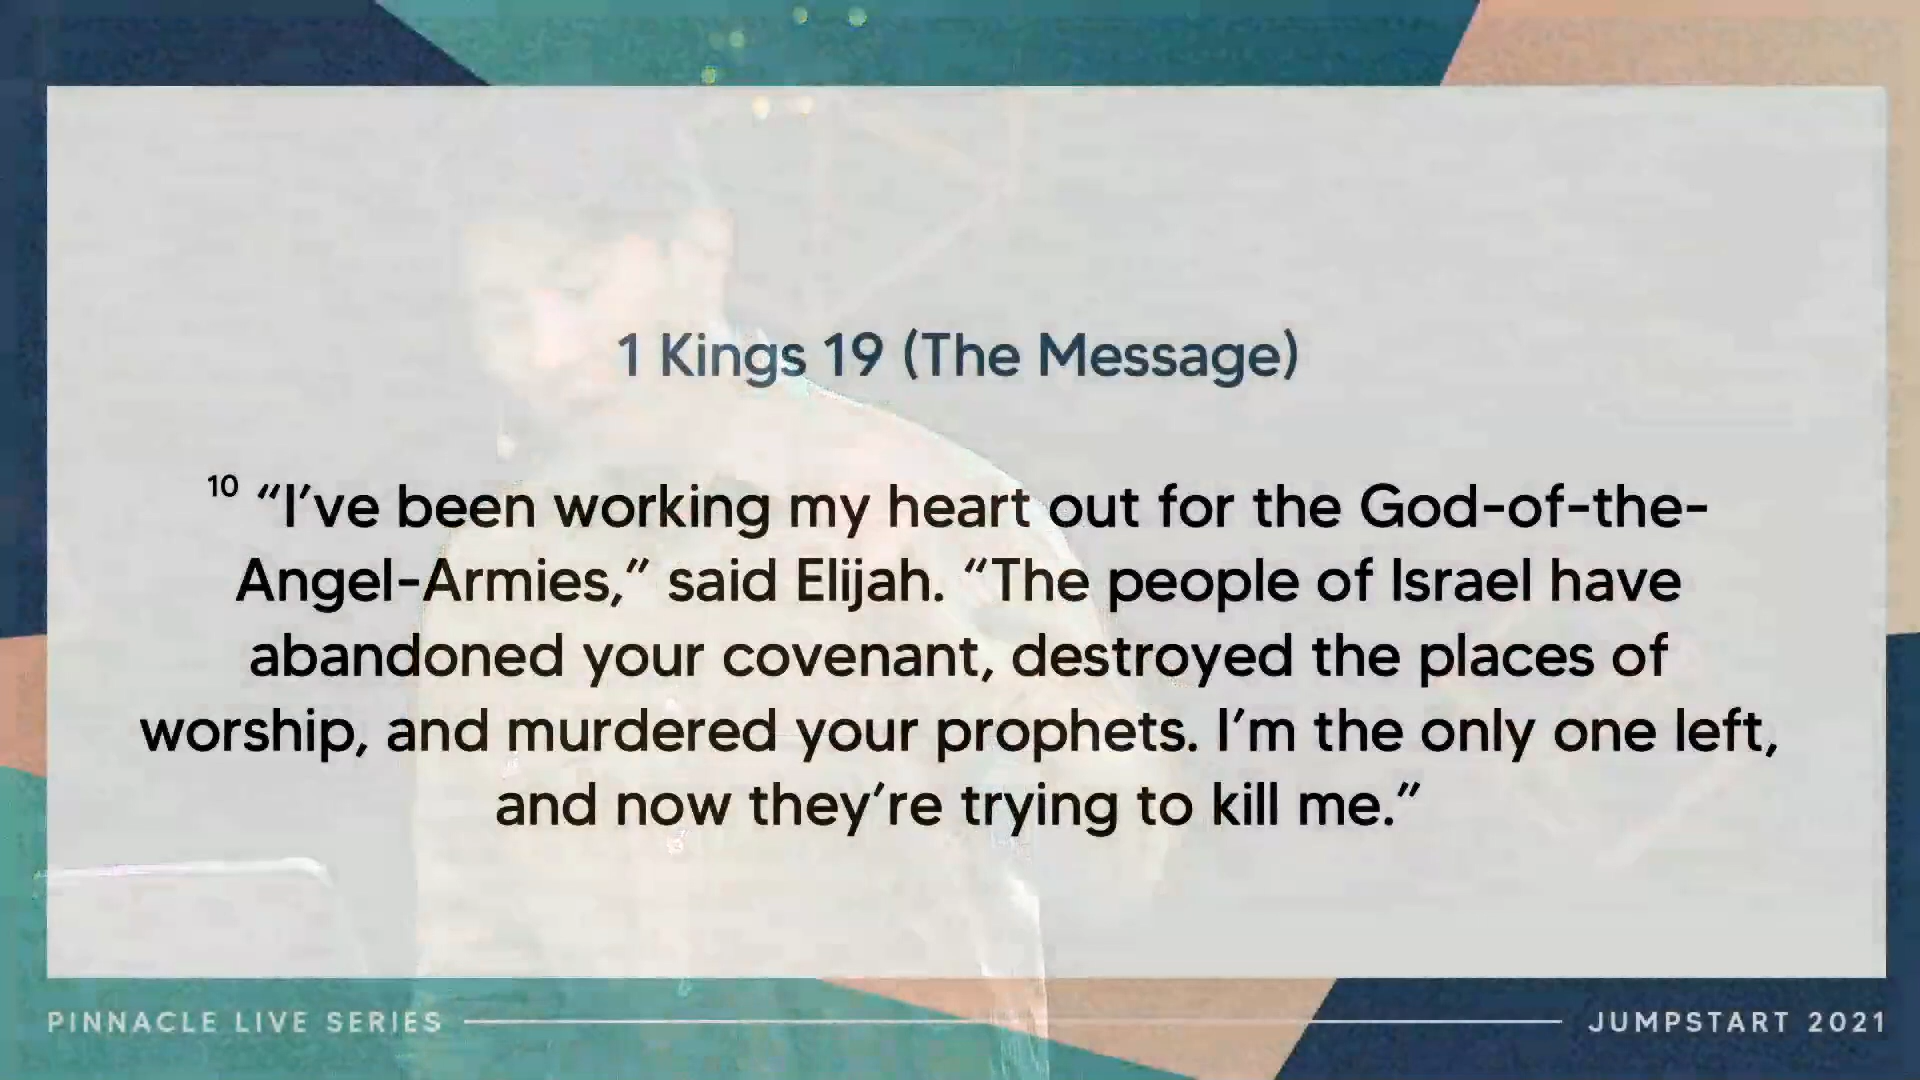 1 Kings 19 (The Message)
10 “I’ve been working my heart out for the God-of-the-
Angel-Armies,” said Elijah. “The people of Israel have
abandoned your covenant, destroyed the places of
worship, and murdered your prophets. I’m the only one left,
and now they’re trying to kill me.”
PINNACLE LIVE SERIES
JUMPSTART 2021